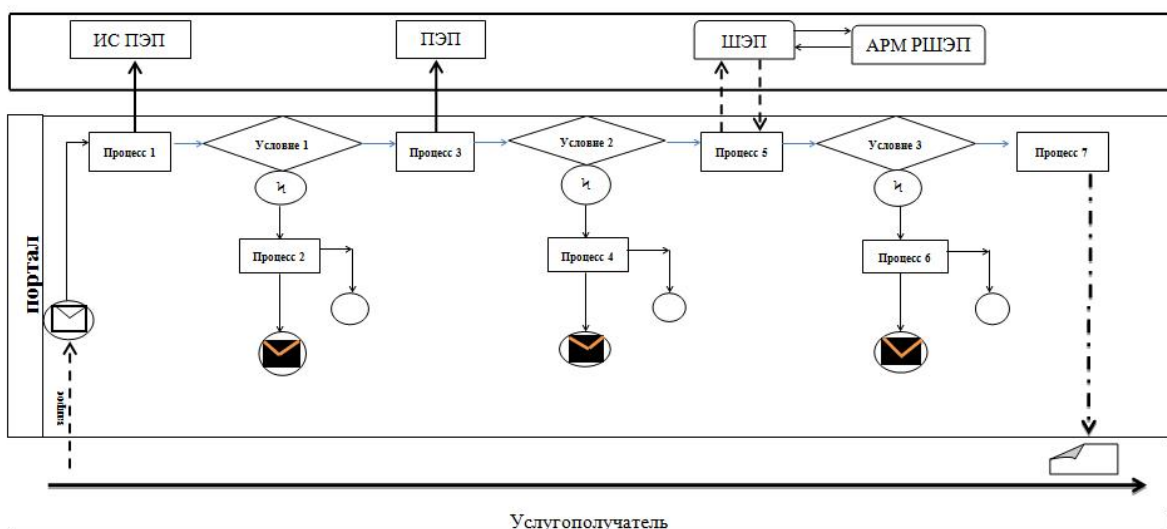 ИС ПЭП
ПЭП
ШЭП
АРМ РШЭП
портал
Процесс 1
Условие 1
Процесс 3
Условие 2
Процесс 5
Условие 3
Процесс 7
Процесс 2
Процесс 4
Процесс 6
запрос
Услугополучатель